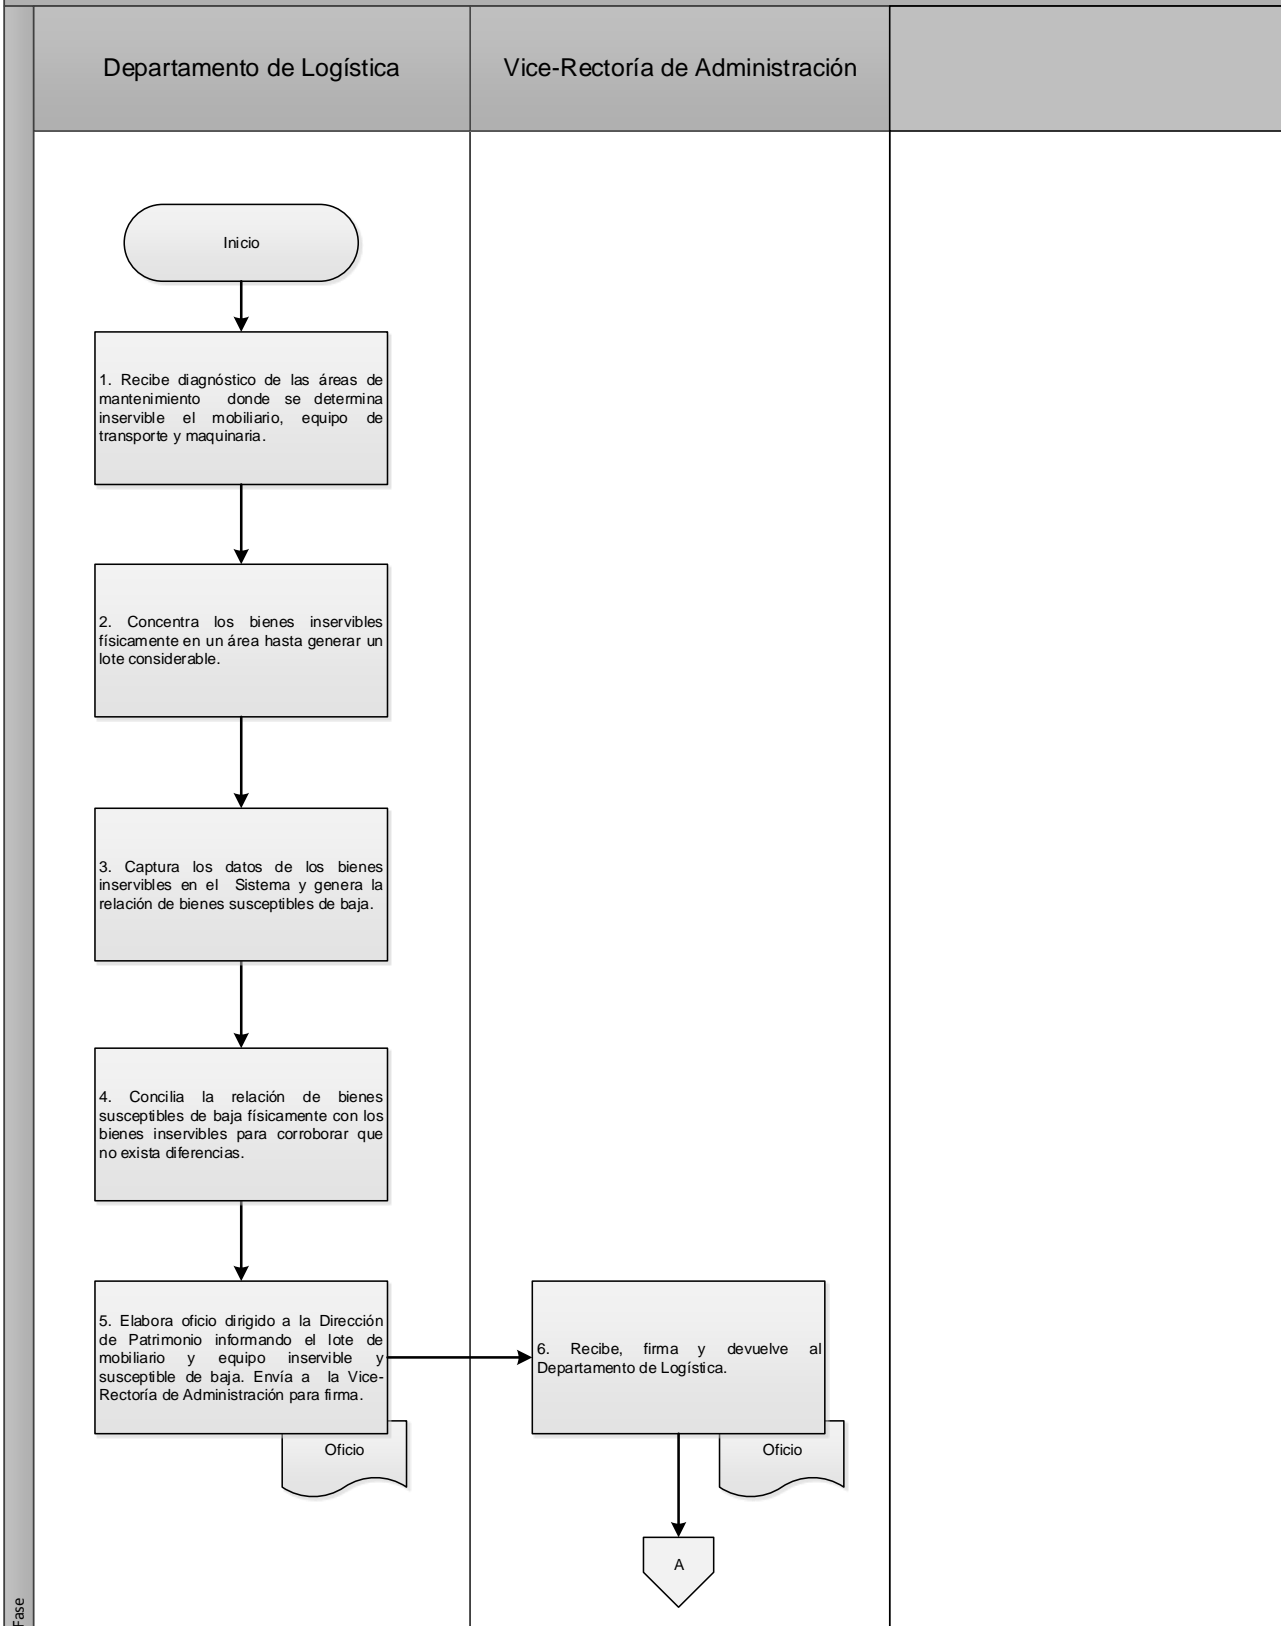 Departamento de Logística
Vice-Rectoría de Administración
Inicio
1. Recibe diagnóstico de las áreas de
mantenimiento donde se determina
inservible el mobiliario, equipo de
transporte y maquinaria.
2. Concentra los bienes inservibles
físicamente en un área hasta generar un
lote considerable.
3. Captura los datos de los bienes
inservibles en el Sistema y genera la
relación de bienes susceptibles de baja.
4. Concilia la relación de bienes
susceptibles de baja físicamente con los
bienes inservibles para corroborar que
no exista diferencias.
5. Elabora oficio dirigido a la Dirección
de Patrimonio informando el lote de
mobiliario y equipo inservible y
susceptible de baja. Envía a la Vice-
Rectoría de Administración para firma.
Oficio
6. Recibe, firma y devuelve al
Departamento de Logística.
Oficio
A
Fase